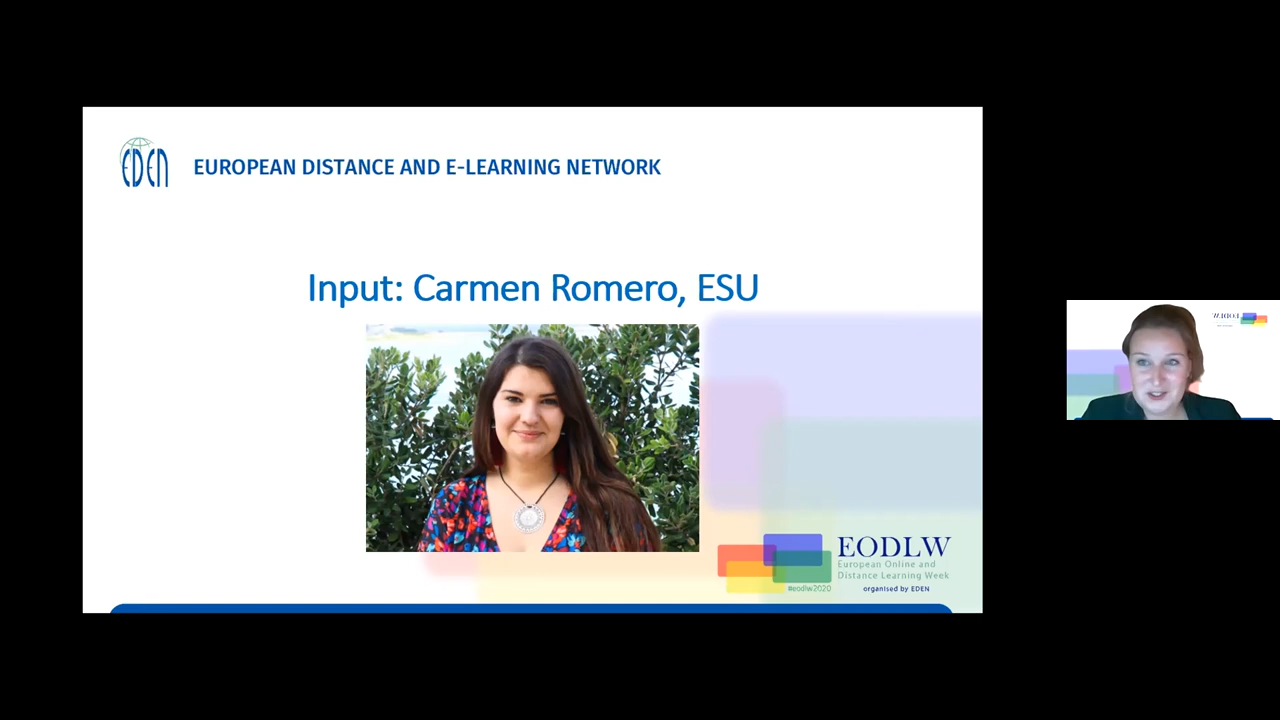 EDEN
EUROPEAN DISTANCE AND E-LEARNING NETWORK
Input: Carmen Romero, ESU
EODLW
European Online and
Distance Learning Week
#eodlw2020
organised by EDEN